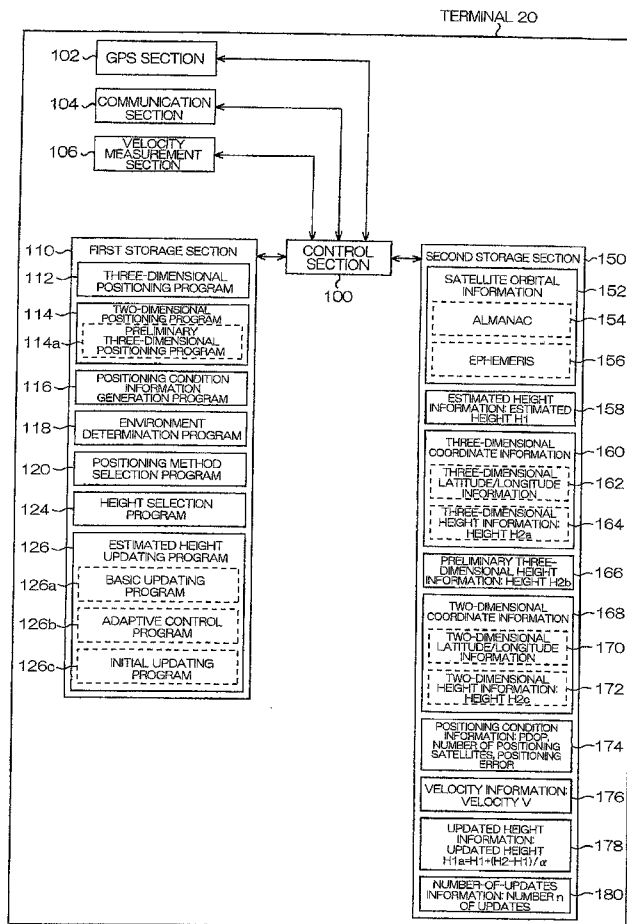 TERMINAL 20
102
GPS SECTION
104
COMMUNICATION
SECTION
106
VELOCITY
MEASUREMENT
SECTION
CONTROL
SECTION
100
110
FIRST STORAGE SECTION
112
THREE-DIMENSIONAL
POSITIONING PROGRAM
114
TWO-DIMENSIONAL
POSITIONING PROGRAM
114a
PRELIMINARY
THREE-DIMENSIONAL
POSITIONING PROGRAM
116
POSITIONING CONDITION
INFORMATION
GENERATION PROGRAM
118
ENVIRONMENT
DETERMINATION PROGRAM
120
POSITIONING METHOD
SELECTION PROGRAM
124
HEIGHT SELECTION
PROGRAM
126
ESTIMATED HEIGHT
UPDATING PROGRAM
126a
BASIC UPDATING
PROGRAM
126b
ADAPTIVE CONTROL
PROGRAM
126c
INITIAL UPDATING
PROGRAM
SECOND STORAGE SECTION
150
SATELLITE ORBITAL
INFORMATION
152
ALMANAC
154
EPHEMERIS
156
ESTIMATED HEIGHT
INFORMATION: ESTIMATED
HEIGHT H1
158
THREE-DIMENSIONAL
COORDINATE INFORMATION
160
THREE-DIMENSIONAL
LATITUDE/LONGITUDE
INFORMATION
162
THREE-DIMENSIONAL
HEIGHT INFORMATION:
HEIGHT H2a
164
PRELIMINARY THREE-
DIMENSIONAL HEIGHT
INFORMATION: HEIGHT H2b
166
TWO-DIMENSIONAL
COORDINATE INFORMATION
168
TWO-DIMENSIONAL
LATITUDE/LONGITUDE
INFORMATION
170
TWO-DIMENSIONAL
HEIGHT INFORMATION:
HEIGHT H2c
172
POSITIONING CONDITION
INFORMATION: PDOP,
NUMBER OF POSITIONING
SATELLITES, POSITIONING
ERROR
174
VELOCITY INFORMATION:
VELOCITY V
176
UPDATED HEIGHT
INFORMATION:
UPDATED HEIGHT
H1a=H1+(H2-H1)/α
178
NUMBER-OF-UPDATES
INFORMATION: NUMBER n
OF UPDATES
180